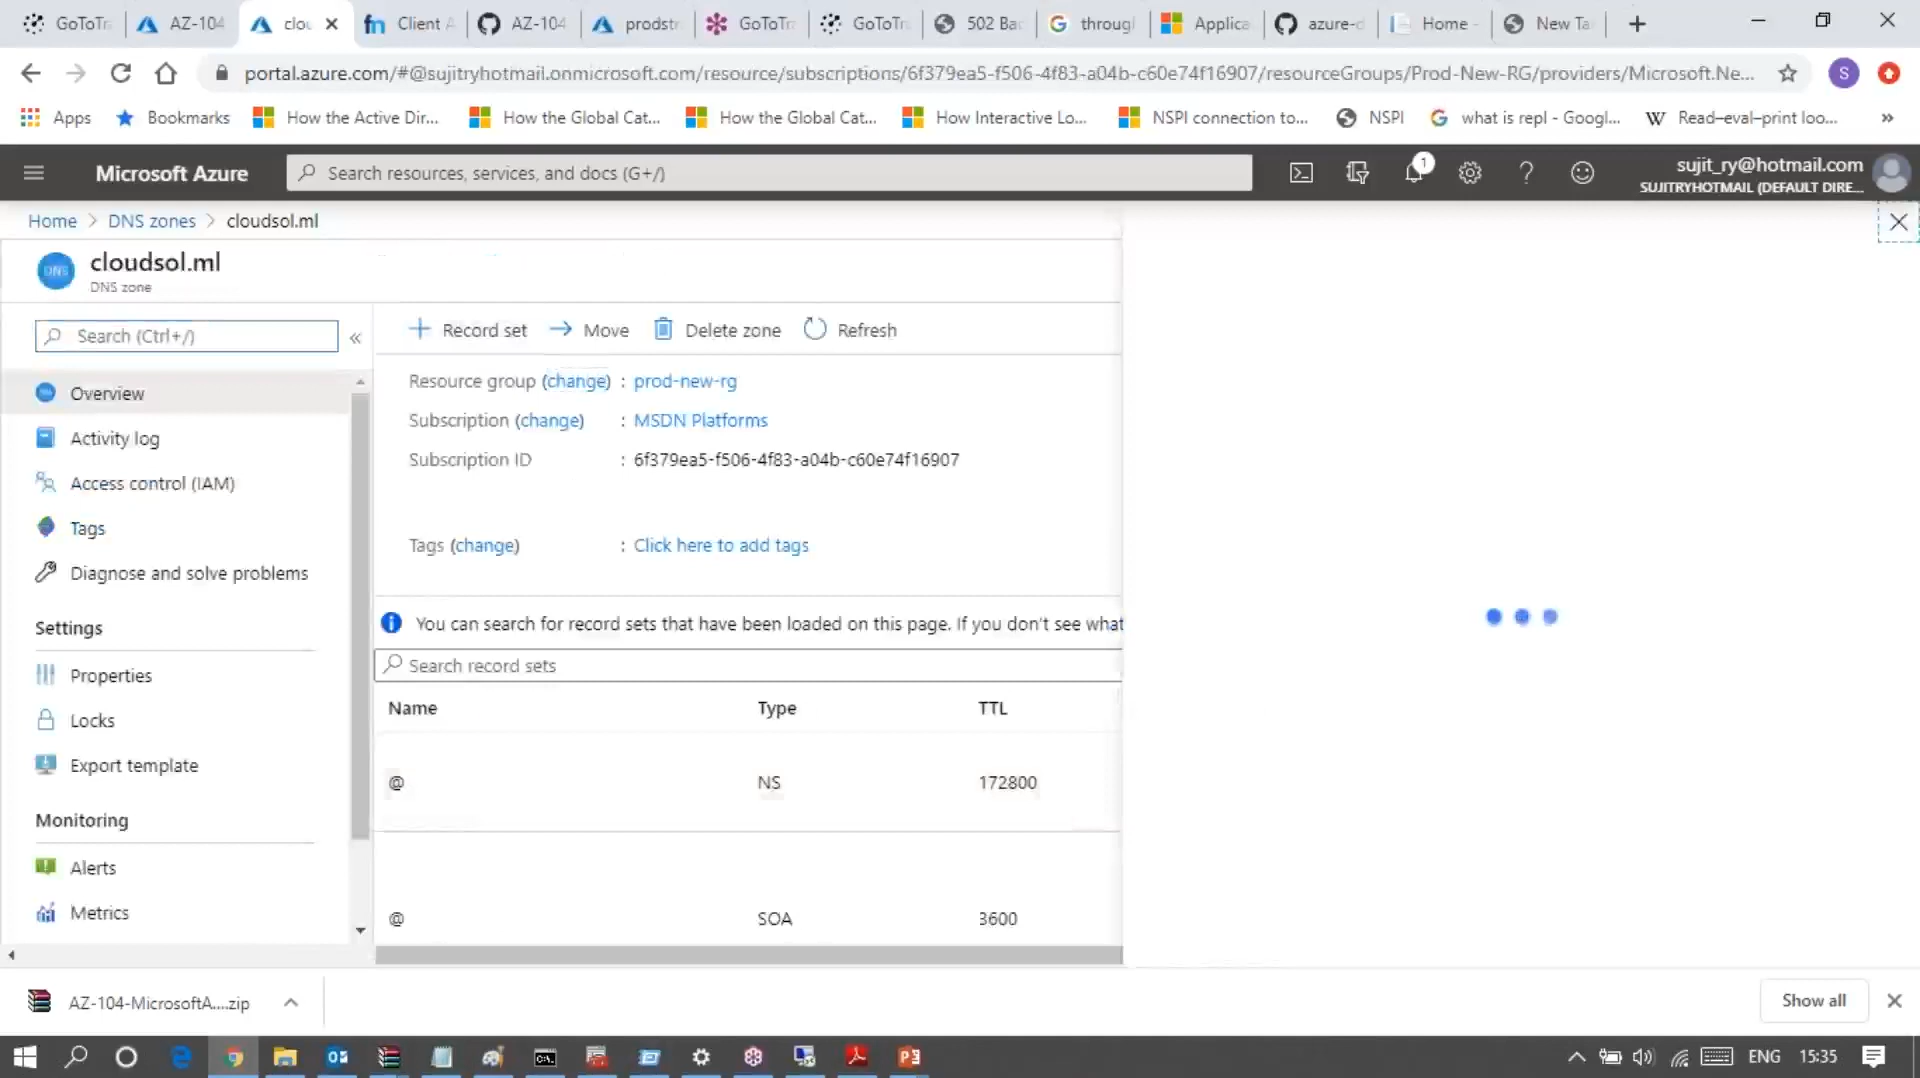 GoToTr
AZ-104
clou
Client A
AZ-104
prodstr
GoToTr
GoToTr
502 Ba
throug
Applica
azure-d
Home -
New Ta
portal.azure.com/#@sujitryhotmail.onmicrosoft.com/resource/subscriptions/6f379ea5-f506-4f83-a04b-c60e74f16907/resourceGroups/Prod-New-RG/providers/Microsoft.Ne...
S
Apps
Bookmarks
How the Active Dir...
How the Global Cat...
How the Global Cat...
How Interactive Lo...
NSPI connection to...
NSPI
what is repl - Googl...
Read–eval–print loo...
»
Microsoft Azure
Search resources, services, and docs (G+/)
1
sujit_ry@hotmail.com
SUJITRYHOTMAIL (DEFAULT DIRE...
Home > DNS zones > cloudsol.ml
DNS
cloudsol.ml
DNS zone
Search (Ctrl+/)
«
Overview
Activity log
Access control (IAM)
Tags
Diagnose and solve problems
Settings
Properties
Locks
Export template
Monitoring
Alerts
Metrics
Record set
Move
Delete zone
Refresh
Resource group (change) : prod-new-rg
Subscription (change) : MSDN Platforms
Subscription ID : 6f379ea5-f506-4f83-a04b-c60e74f16907
Tags (change) : Click here to add tags
You can search for record sets that have been loaded on this page. If you don't see what
Search record sets
Name Type TTL
@ NS 172800
@ SOA 3600
AZ-104-MicrosoftA....zip
Show all
ENG
15:35